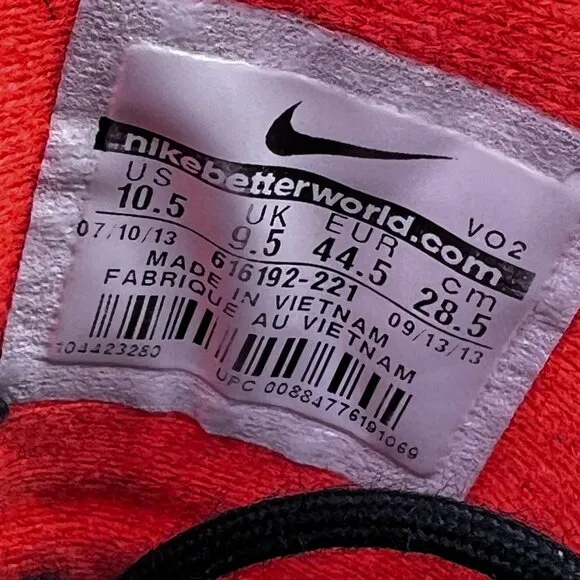 nikebetterworld.com
VO2
US UK EUR cm
10.5 9.5 44.5 28.5
07/10/13 616192-221 09/13/13
MADE IN VIETNAM
FABRIQUE AU VIETNAM
UPC 00884776191069